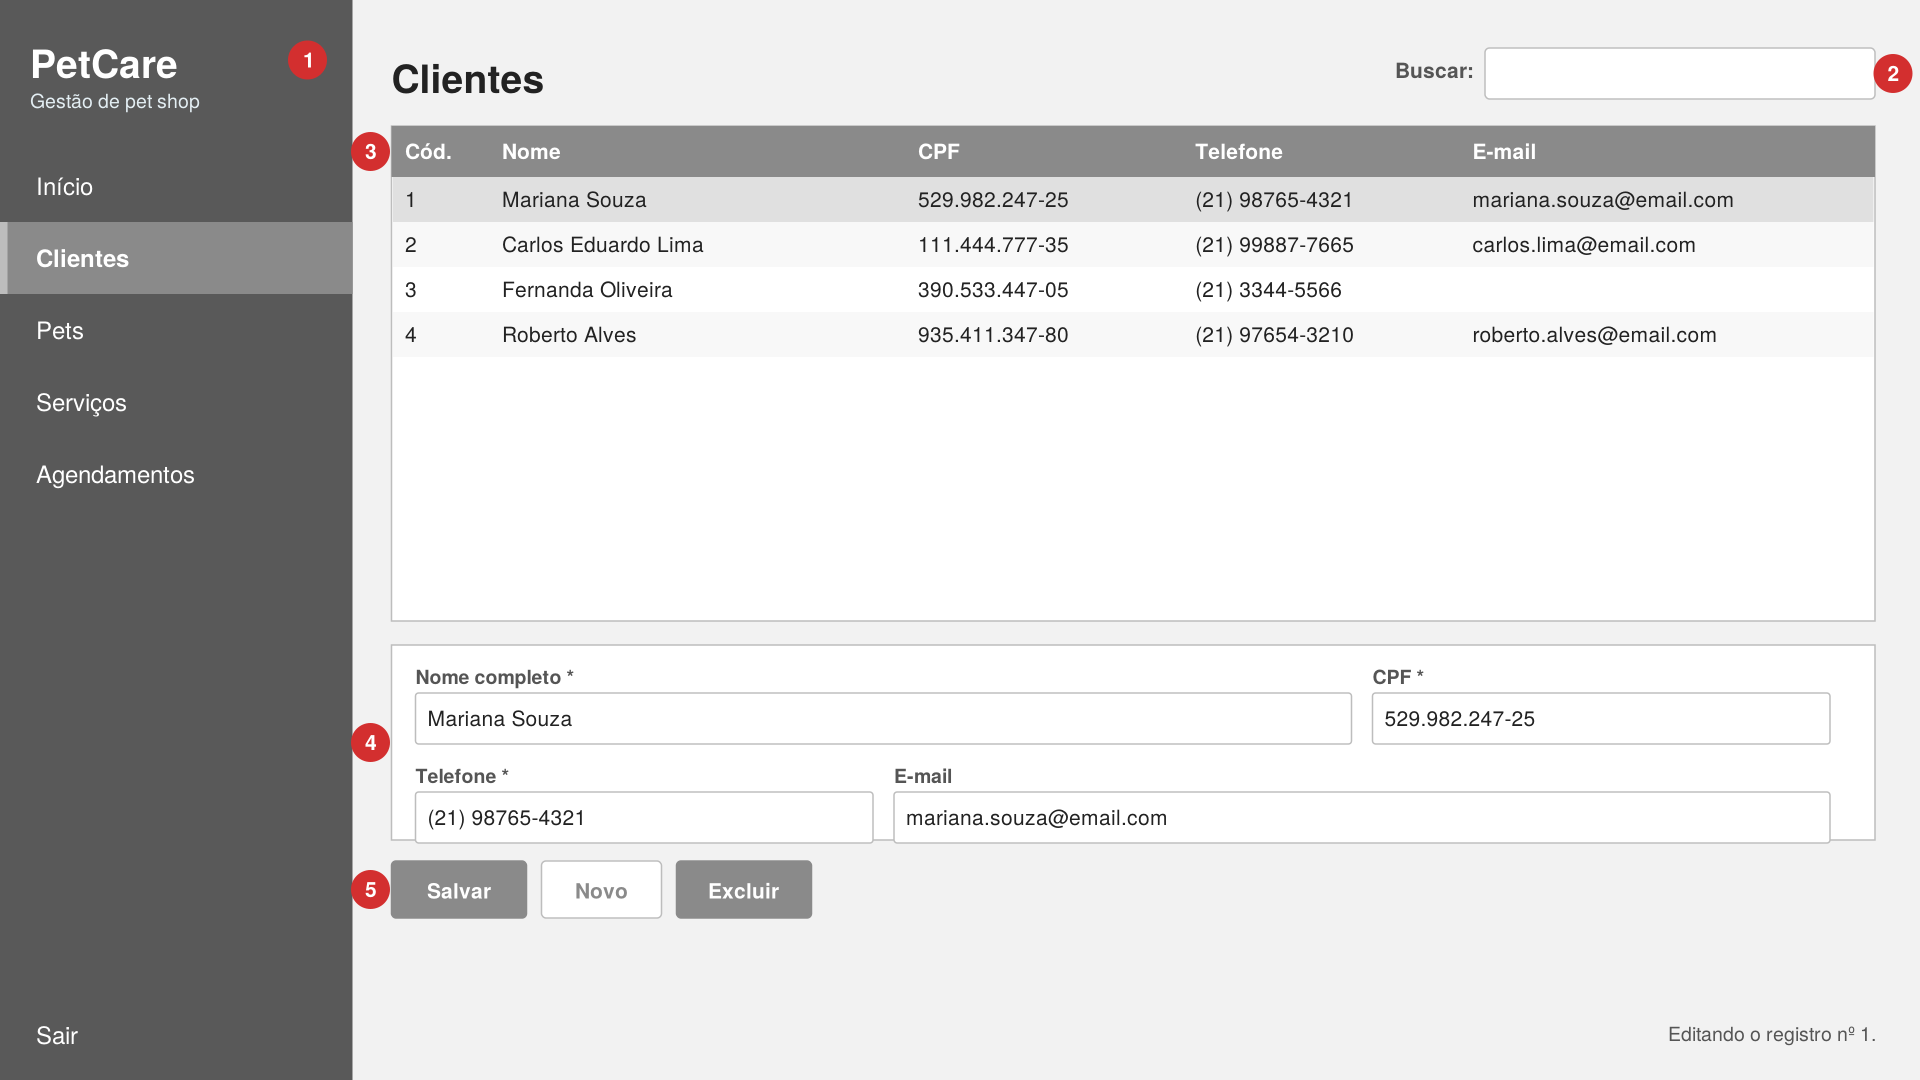 PetCare
1
Gestão de pet shop
Início
Clientes
Pets
Serviços
Agendamentos
Sair
Clientes
Buscar:
2
3
Cód. Nome CPF Telefone E-mail
1 Mariana Souza 529.982.247-25 (21) 98765-4321 mariana.souza@email.com
2 Carlos Eduardo Lima 111.444.777-35 (21) 99887-7665 carlos.lima@email.com
3 Fernanda Oliveira 390.533.447-05 (21) 3344-5566
4 Roberto Alves 935.411.347-80 (21) 97654-3210 roberto.alves@email.com
4
Nome completo * CPF *
Mariana Souza 529.982.247-25
Telefone * E-mail
(21) 98765-4321 mariana.souza@email.com
5
Salvar Novo Excluir
Editando o registro nº 1.